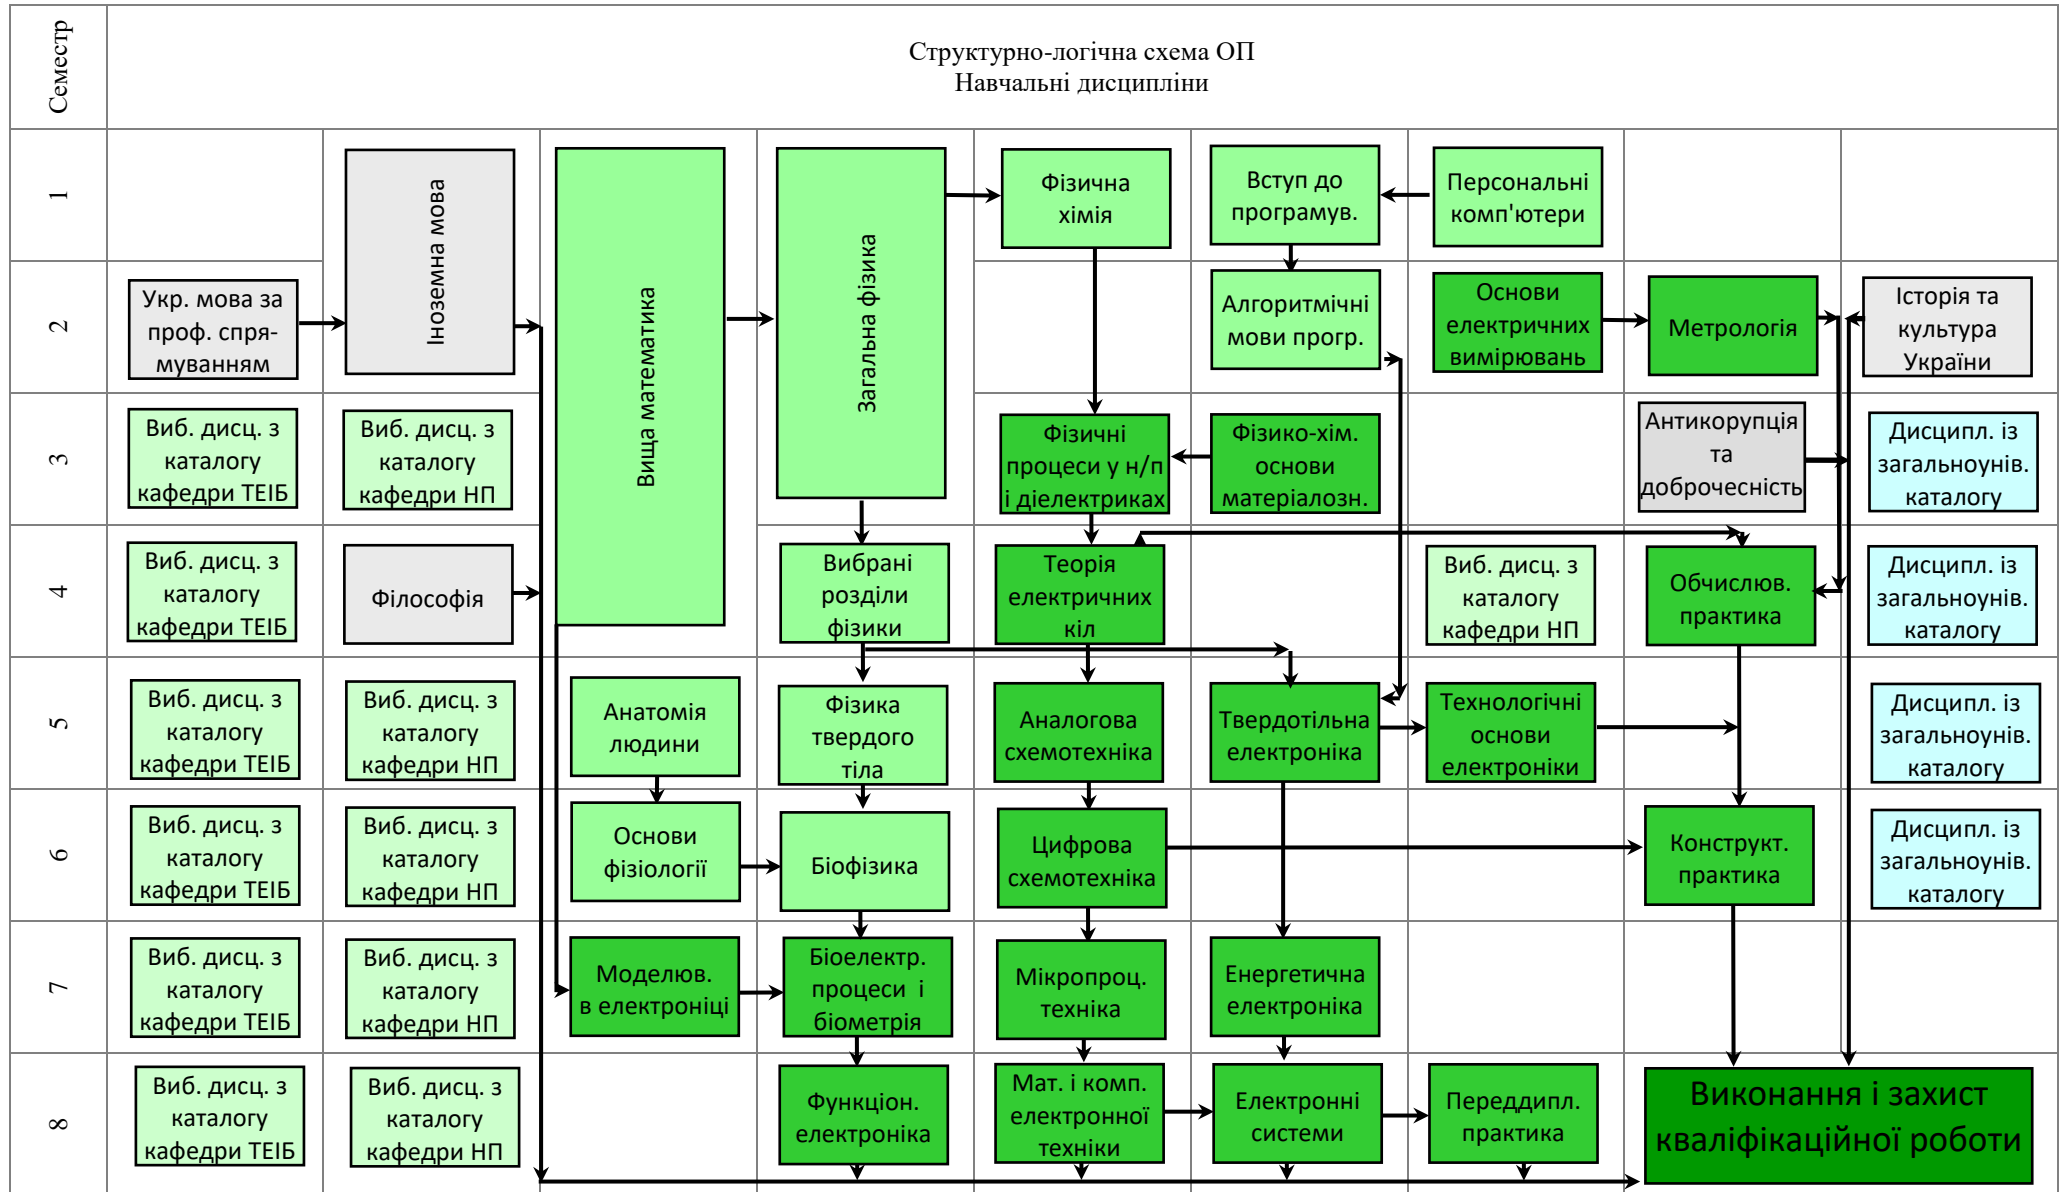 Семестр
Структурно-логічна схема ОП
Навчальні дисципліни
1
Іноземна мова
Вища математика
Загальна фізика
Фізична
хімія
Вступ до
програмув.
Персональні
комп'ютери
2
Укр. мова за
проф. спря-
муванням
Алгоритмічні
мови прогр.
Основи
електричних
вимірювань
Метрологія
Історія та
культура
України
3
Виб. дисц. з
каталогу
кафедри ТЕІБ
Виб. дисц. з
каталогу
кафедри НП
Фізичні
процеси у н/п
і діелектриках
Фізико-хім.
основи
матеріалозн.
Антикорупція
та
доброчесність
Дисципл. із
загальноунів.
каталогу
4
Виб. дисц. з
каталогу
кафедри ТЕІБ
Філософія
Вибрані
розділи
фізики
Теорія
електричних
кіл
Виб. дисц. з
каталогу
кафедри НП
Обчислюв.
практика
Дисципл. із
загальноунів.
каталогу
5
Виб. дисц. з
каталогу
кафедри ТЕІБ
Виб. дисц. з
каталогу
кафедри НП
Анатомія
людини
Фізика
твердого
тіла
Аналогова
схемотехніка
Твердотільна
електроніка
Технологічні
основи
електроніки
Дисципл. із
загальноунів.
каталогу
6
Виб. дисц. з
каталогу
кафедри ТЕІБ
Виб. дисц. з
каталогу
кафедри НП
Основи
фізіології
Біофізика
Цифрова
схемотехніка
Конструкт.
практика
Дисципл. із
загальноунів.
каталогу
7
Виб. дисц. з
каталогу
кафедри ТЕІБ
Виб. дисц. з
каталогу
кафедри НП
Моделюв.
в електроніці
Біоелектр.
процеси і
біометрія
Мікропроц.
техніка
Енергетична
електроніка
8
Виб. дисц. з
каталогу
кафедри ТЕІБ
Виб. дисц. з
каталогу
кафедри НП
Функціон.
електроніка
Мат. і комп.
електронної
техніки
Електронні
системи
Переддипл.
практика
Виконання і захист
кваліфікаційної роботи